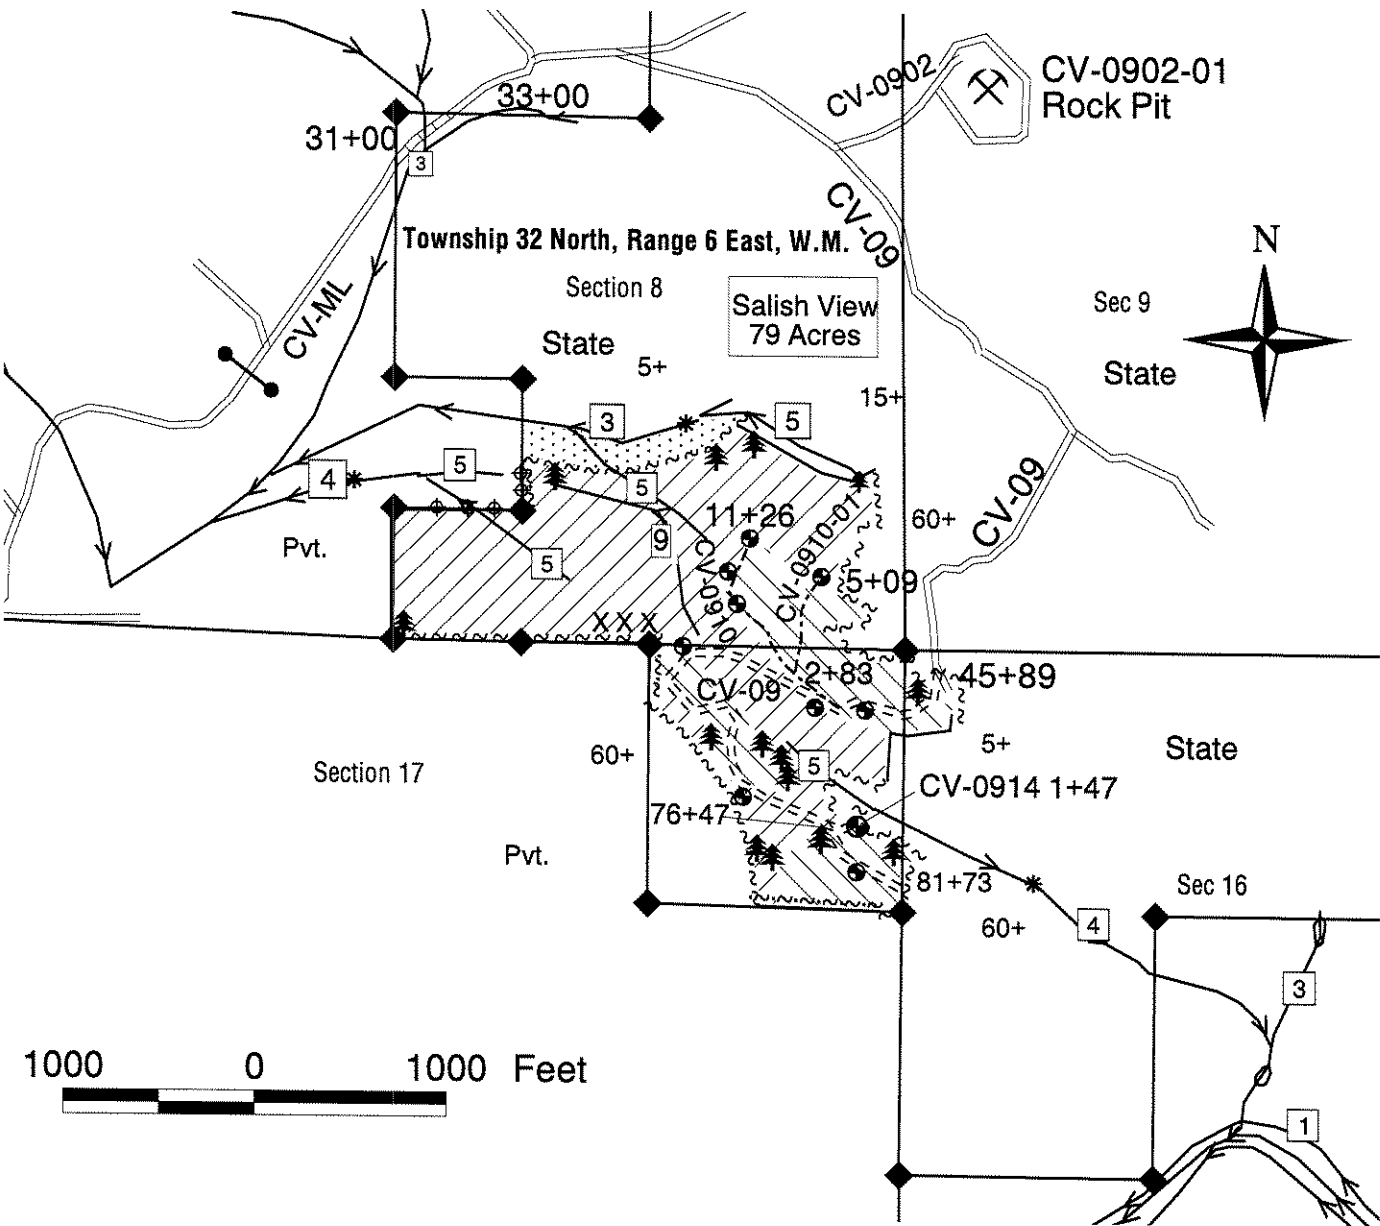 CV-0902
CV-0902-01
Rock Pit
33+00
31+00
3
CV-09
Township 32 North, Range 6 East, W.M.
N
Section 8
Salish View
79 Acres
Sec 9
CV-ML
State
State
5+
15+
3
5
5
4
5
11+26
CV-0910-01
60+
CV-09
9
Pvt.
5
CV-0910
5+09
X X X
2+83
45+89
CV-09
60+
5+
State
Section 17
5
CV-0914 1+47
76+47
Pvt.
81+73
Sec 16
60+
4
3
1000 0 1000 Feet
1